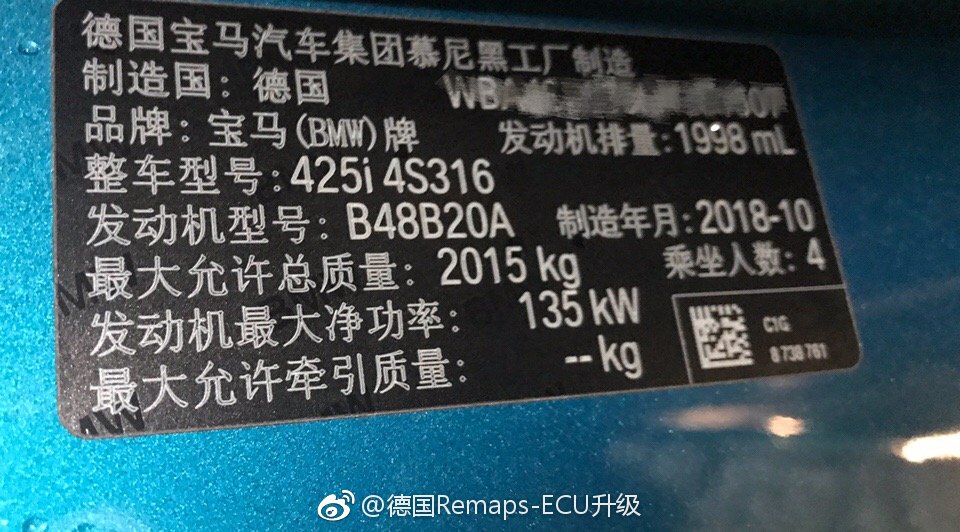 德国宝马汽车集团慕尼黑工厂制造
制造国: 德国 WBA
品牌: 宝马(BMW)牌 发动机排量: 1998 mL
整车型号: 425i 4S316
发动机型号: B48B20A 制造年月: 2018-10
最大允许总质量: 2015 kg 乘坐人数: 4
发动机最大净功率: 135 kW
最大允许牵引质量: -- kg
C1G
8 738 761
@德国Remaps-ECU升级